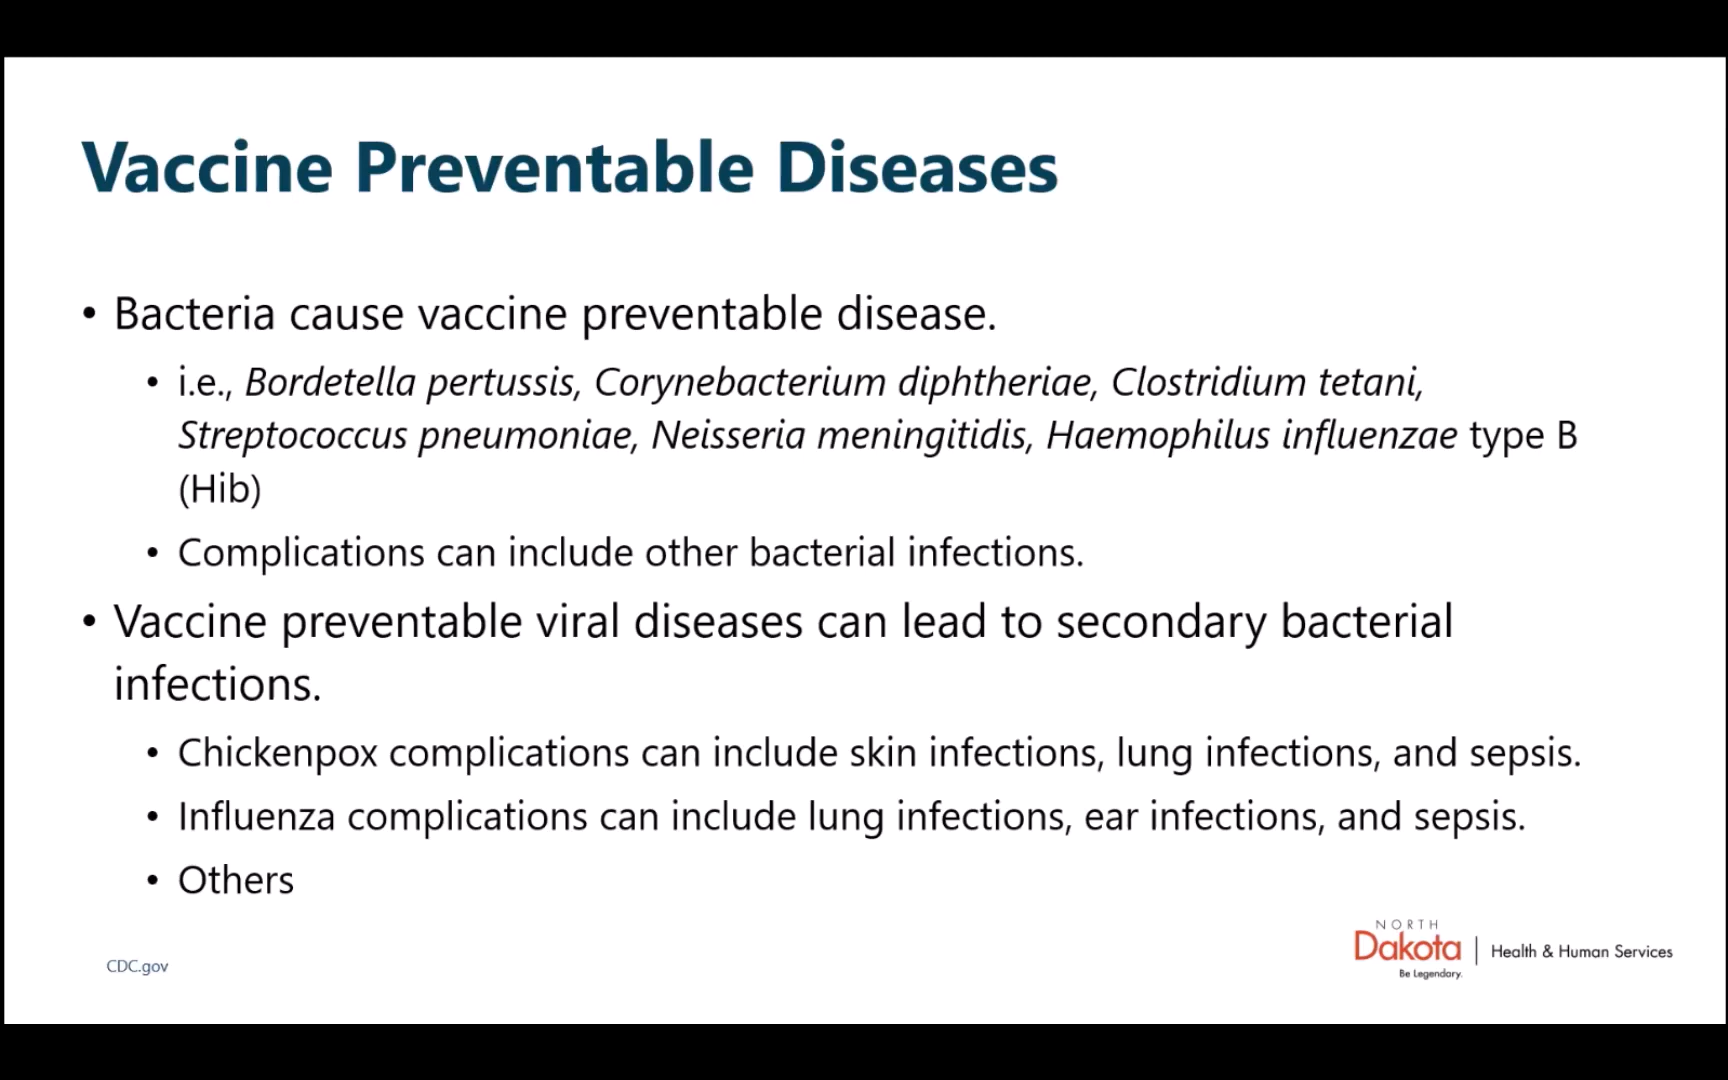 Vaccine Preventable Diseases
• Bacteria cause vaccine preventable disease.
• i.e., Bordetella pertussis, Corynebacterium diphtheriae, Clostridium tetani,
Streptococcus pneumoniae, Neisseria meningitidis, Haemophilus influenzae type B
(Hib)
• Complications can include other bacterial infections.
• Vaccine preventable viral diseases can lead to secondary bacterial
infections.
• Chickenpox complications can include skin infections, lung infections, and sepsis.
• Influenza complications can include lung infections, ear infections, and sepsis.
• Others
CDC.gov
NORTH
Dakota | Health & Human Services
Be Legendary.